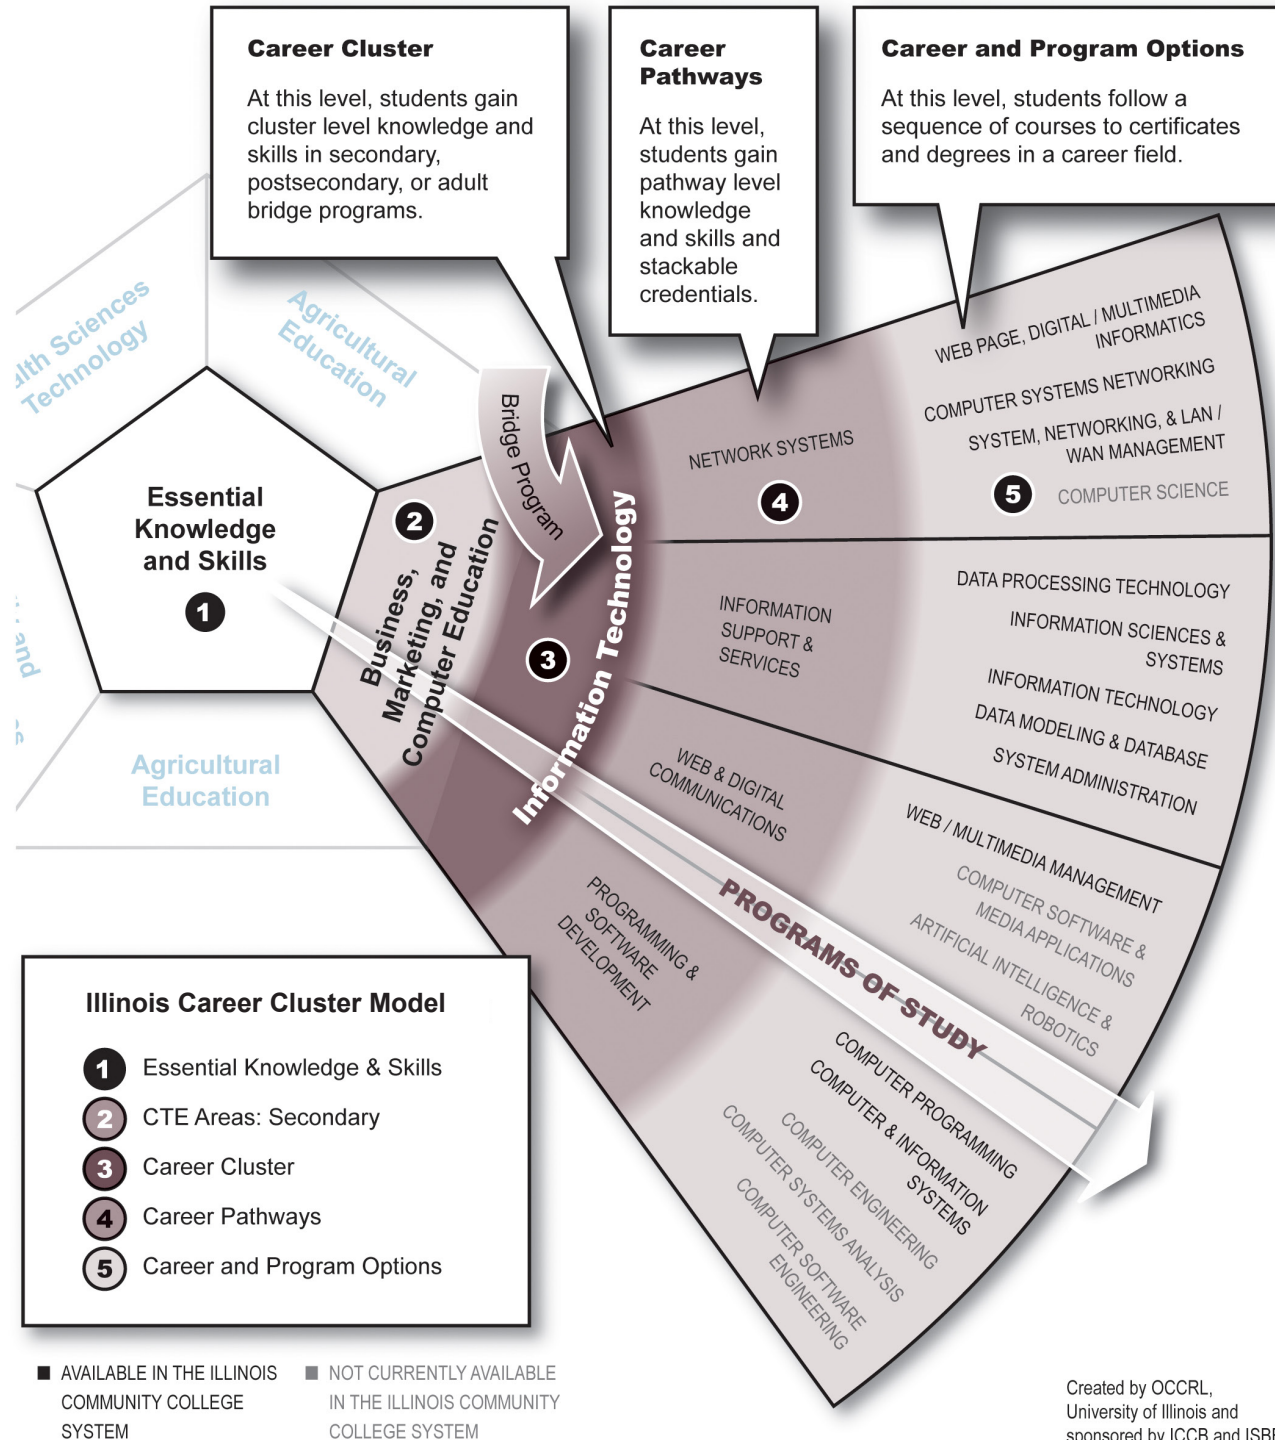 Career Cluster
At this level, students gain
cluster level knowledge and
skills in secondary,
postsecondary, or adult
bridge programs.
Career
Pathways
At this level,
students gain
pathway level
knowledge
and skills and
stackable
credentials.
Career and Program Options
At this level, students follow a
sequence of courses to certificates
and degrees in a career field.
alth Sciences
Technology
Agricultural
Education
Bridge Program
Essential
Knowledge
and Skills
1
2
Business,
Marketing, and
Computer Education
3
Information Technology
and
Agricultural
Education
NETWORK SYSTEMS
4
INFORMATION
SUPPORT &
SERVICES
WEB & DIGITAL
COMMUNICATIONS
PROGRAMMING &
SOFTWARE
DEVELOPMENT
WEB PAGE, DIGITAL / MULTIMEDIA
INFORMATICS
COMPUTER SYSTEMS NETWORKING
SYSTEM, NETWORKING, & LAN /
WAN MANAGEMENT
5
COMPUTER SCIENCE
DATA PROCESSING TECHNOLOGY
INFORMATION SCIENCES &
SYSTEMS
INFORMATION TECHNOLOGY
DATA MODELING & DATABASE
SYSTEM ADMINISTRATION
WEB / MULTIMEDIA MANAGEMENT
COMPUTER SOFTWARE &
MEDIA APPLICATIONS
ARTIFICIAL INTELLIGENCE &
ROBOTICS
PROGRAMS OF STUDY
COMPUTER PROGRAMMING
COMPUTER & INFORMATION
SYSTEMS
COMPUTER ENGINEERING
COMPUTER SYSTEMS ANALYSIS
COMPUTER SOFTWARE
ENGINEERING
Illinois Career Cluster Model
1 Essential Knowledge & Skills
2 CTE Areas: Secondary
3 Career Cluster
4 Career Pathways
5 Career and Program Options
AVAILABLE IN THE ILLINOIS
COMMUNITY COLLEGE
SYSTEM
NOT CURRENTLY AVAILABLE
IN THE ILLINOIS COMMUNITY
COLLEGE SYSTEM
Created by OCCRL,
University of Illinois and
sponsored by ICCB and ISBE